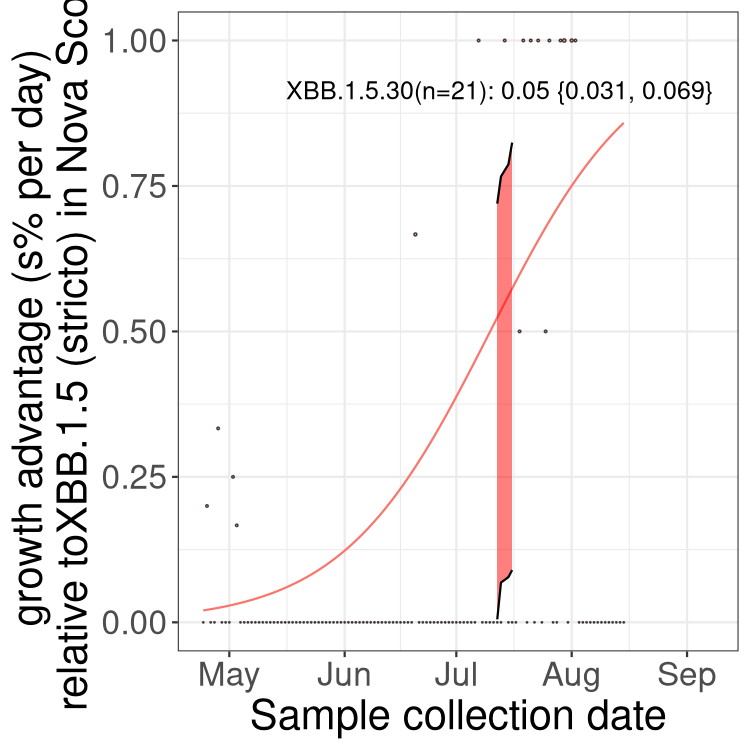 growth advantage (s% per day)
relative toXBB.1.5 (stricto) in Nova Sco
1.00
0.75
0.50
0.25
0.00
XBB.1.5.30(n=21): 0.05 {0.031, 0.069}
May Jun Jul Aug Sep
Sample collection date